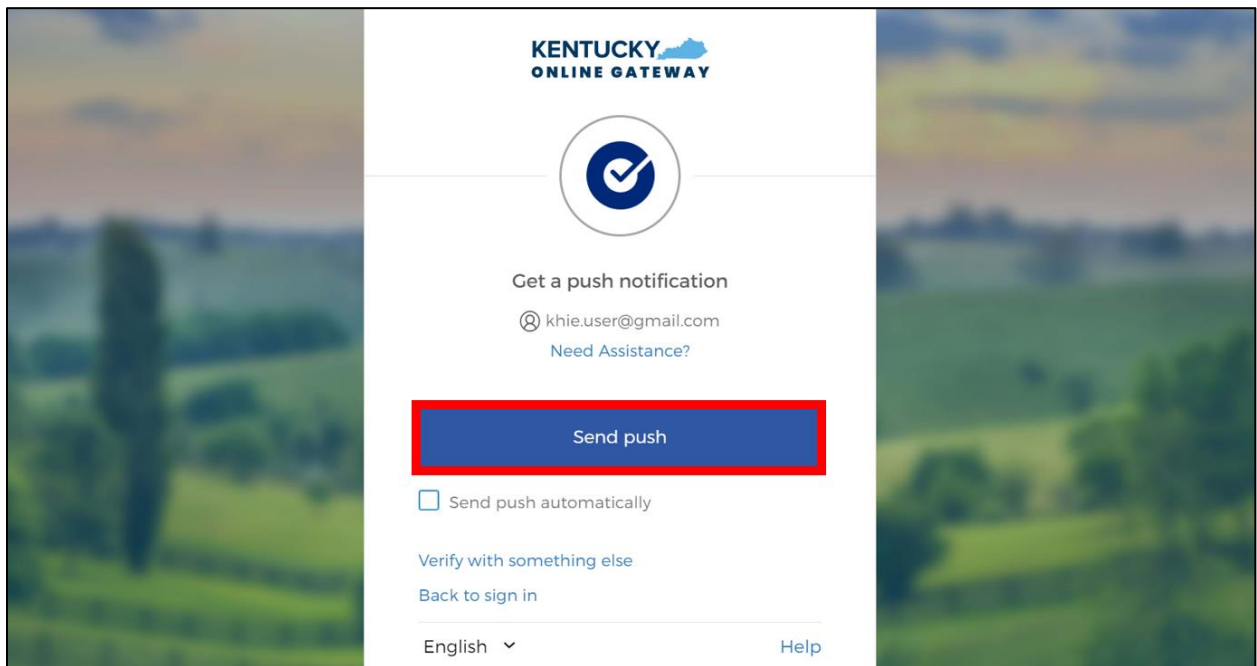 KENTUCKY
ONLINE GATEWAY
Get a push notification
khie.user@gmail.com
Need Assistance?
Send push
Send push automatically
Verify with something else
Back to sign in
English
Help